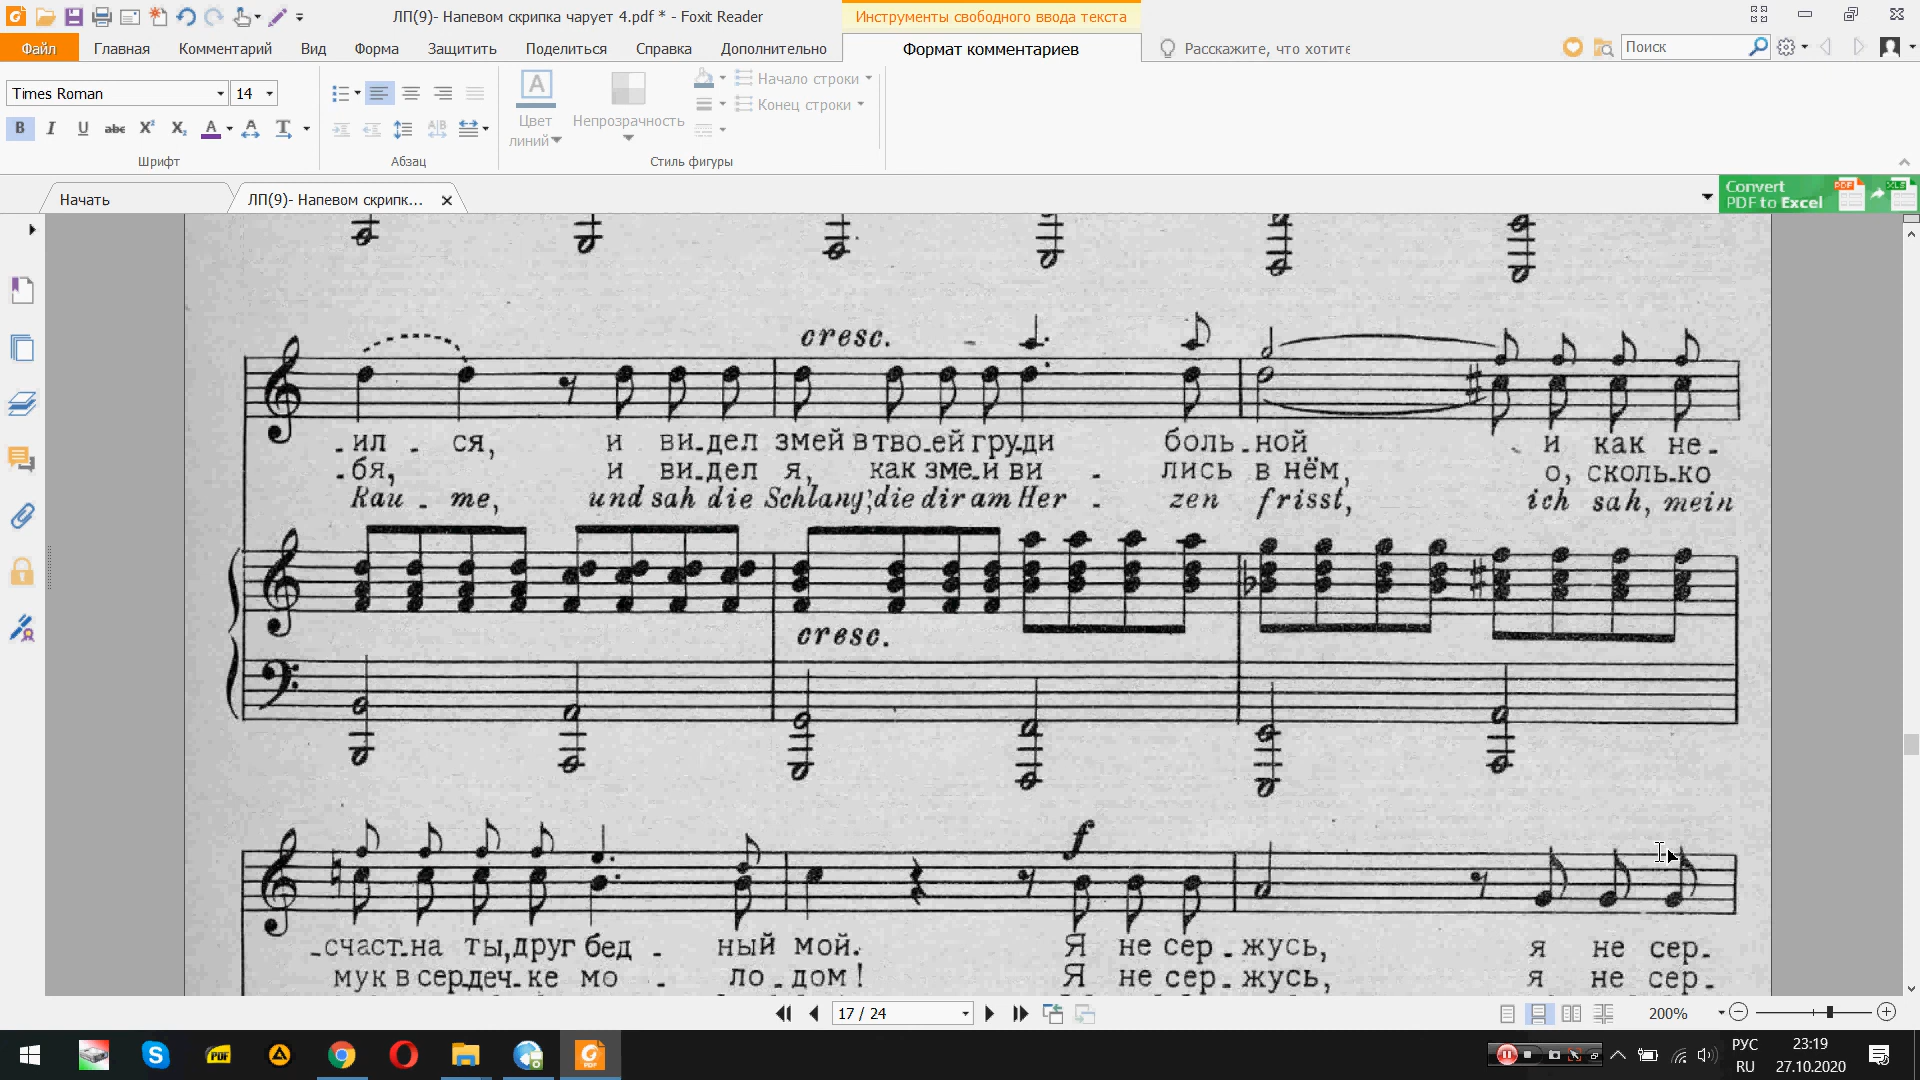 ЛП(9)- Напевом скрипка чарует 4.pdf * - Foxit Reader
Инструменты свободного ввода текста
Файл Главная Комментарий Вид Форма Защитить Поделиться Справка Дополнительно Формат комментариев Расскажите, что хотите Поиск
Times Roman 14
Начало строки
Цвет линий
Непрозрачность
Конец строки
B I U abc X² X₂ A
Шрифт Абзац Стиль фигуры
Начать ЛП(9)- Напевом скрипк...
Convert
PDF to Excel
cresc.
-ил - ся, и ви-дел змей в тво-ей гру-ди боль-ной и как не-
-бя, и ви-дел я, как зме-и ви - лись в нём, о, сколь-ко
Rau - me, und sah die Schlang', die dir am Her - zen frisst, ich sah, mein
cresc.
f
-счаст-на ты, друг бед - ный мой. Я не сер-жусь, я не сер-
мук в сердеч-ке мо - ло-дом! Я не сер-жусь, я не сер-
17 / 24
200%
PDF
РУС
RU
23:19
27.10.2020